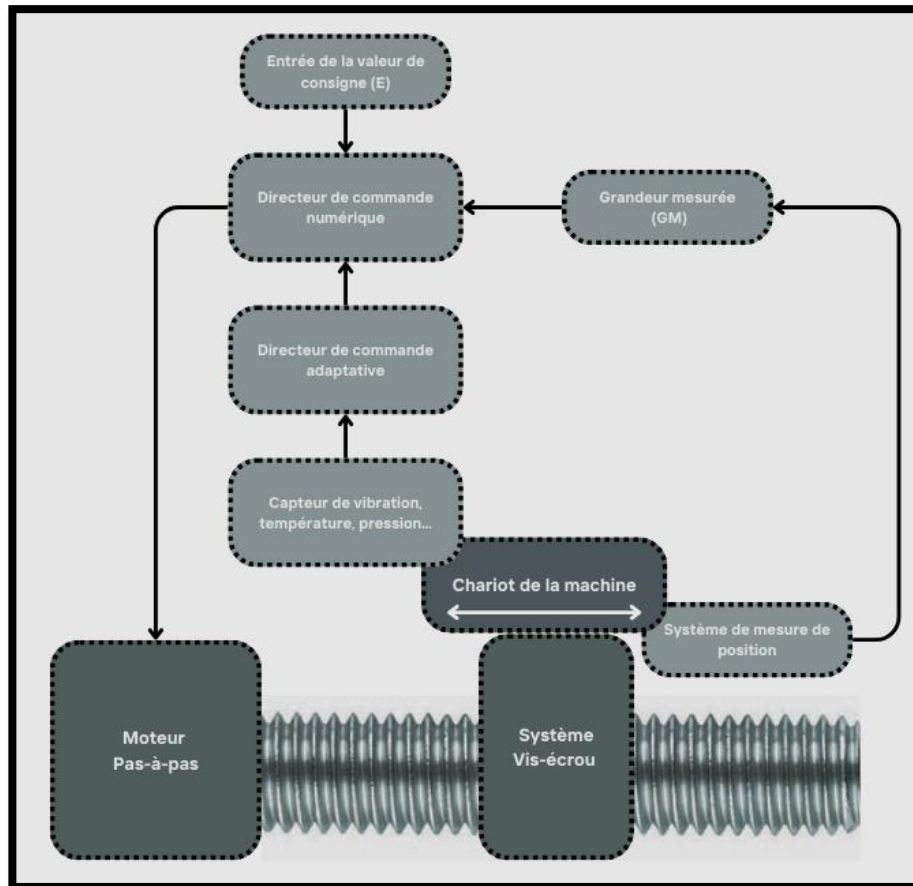 Entrée de la valeur de
consigne (E)
Directeur de commande
numérique
Grandeur mesurée
(GM)
Directeur de commande
adaptative
Capteur de vibration,
température, pression...
Chariot de la machine
Système de mesure de
position
Moteur
Pas-à-pas
Système
Vis-écrou